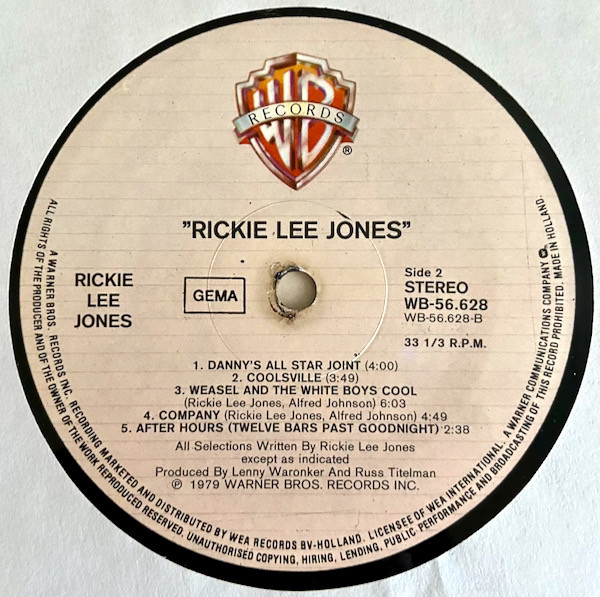 WB
RECORDS
®
"RICKIE LEE JONES"
RICKIE
LEE
JONES
GEMA
Side 2
STEREO
WB-56.628
WB-56.628-B
33 1/3 R.P.M.
1. DANNY'S ALL STAR JOINT (4:00)
2. COOLSVILLE (3:49)
3. WEASEL AND THE WHITE BOYS COOL
(Rickie Lee Jones, Alfred Johnson) 6:03
4. COMPANY (Rickie Lee Jones, Alfred Johnson) 4:49
5. AFTER HOURS (TWELVE BARS PAST GOODNIGHT) 2:38
All Selections Written By Rickie Lee Jones
except as indicated
Produced By Lenny Waronker And Russ Titelman
℗ 1979 WARNER BROS. RECORDS INC.
A WARNER BROS. RECORDS INC. RECORDING MARKETED AND DISTRIBUTED BY WEA RECORDS BV-HOLLAND. LICENSEE OF WEA INTERNATIONAL. A WARNER COMMUNICATIONS COMPANY
ALL RIGHTS OF THE PRODUCER AND OF THE OWNER OF THE WORK REPRODUCED RESERVED. UNAUTHORISED COPYING, HIRING, LENDING, PUBLIC PERFORMANCE AND BROADCASTING OF THIS RECORD PROHIBITED. MADE IN HOLLAND.